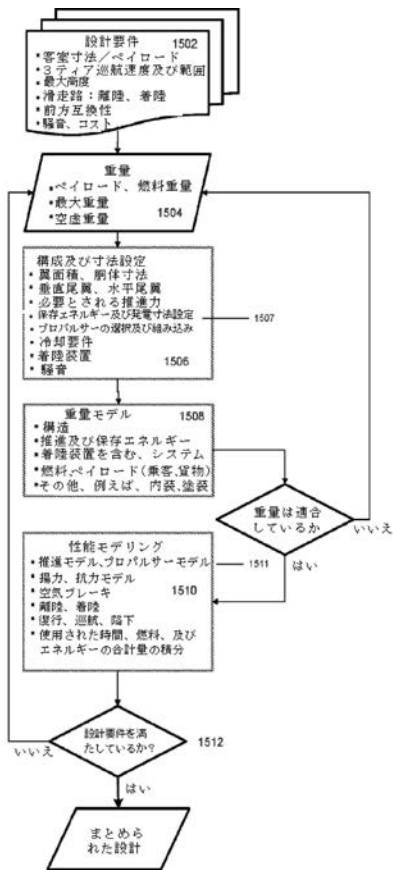 設計要件 1502
• 客室寸法/ペイロード
• 3ティア巡航速度及び範囲
• 最大高度
• 滑走路:離陸、着陸
• 前方互換性
• 騒音、コスト
重量
• ペイロード、燃料重量
• 最大重量
• 空虚重量
1504
構成及び寸法設定
• 翼面積、胴体寸法
• 垂直尾翼、水平尾翼
• 必要とされる推進力
• 保存エネルギー及び発電寸法設定
1507
• プロパルサーの選択及び組み込み
• 冷却要件
• 着陸装置
1506
• 騒音
重量モデル 1508
• 構造
• 推進及び保存エネルギー
• 着陸装置を含む、システム
• 燃料、ペイロード(乗客、貨物)
• その他、例えば、内装、塗装
重量は適合
しているか
いいえ
はい
性能モデリング
• 推進モデル、プロパルサーモデル
1511
• 揚力、抗力モデル
1510
• 空気ブレーキ
• 離陸、着陸
• 復行、巡航、降下
• 使用された時間、燃料、及び
エネルギーの合計量の積分
設計要件を満
たしているか?
1512
いいえ
はい
まとめら
れた設計